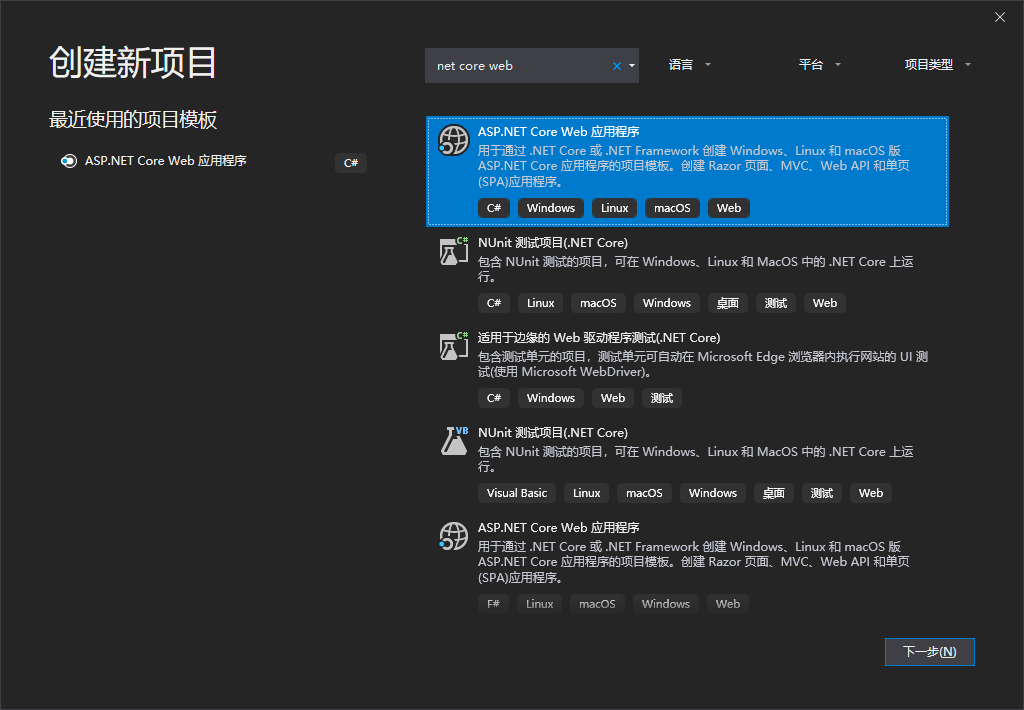 创建新项目
最近使用的项目模板
ASP.NET Core Web 应用程序
C#
net core web
语言
平台
项目类型
ASP.NET Core Web 应用程序
用于通过 .NET Core 或 .NET Framework 创建 Windows、Linux 和 macOS 版
ASP.NET Core 应用程序的项目模板。创建 Razor 页面、MVC、Web API 和单页
(SPA)应用程序。
C# Windows Linux macOS Web
C#
NUnit 测试项目(.NET Core)
包含 NUnit 测试的项目，可在 Windows、Linux 和 MacOS 中的 .NET Core 上运
行。
C# Linux macOS Windows 桌面 测试 Web
C#
适用于边缘的 Web 驱动程序测试(.NET Core)
包含测试单元的项目，测试单元可自动在 Microsoft Edge 浏览器内执行网站的 UI 测
试(使用 Microsoft WebDriver)。
C# Windows Web 测试
VB
NUnit 测试项目(.NET Core)
包含 NUnit 测试的项目，可在 Windows、Linux 和 MacOS 中的 .NET Core 上运
行。
Visual Basic Linux macOS Windows 桌面 测试 Web
ASP.NET Core Web 应用程序
用于通过 .NET Core 或 .NET Framework 创建 Windows、Linux 和 macOS 版
ASP.NET Core 应用程序的项目模板。创建 Razor 页面、MVC、Web API 和单页
(SPA)应用程序。
F# Linux macOS Windows Web
下一步(N)